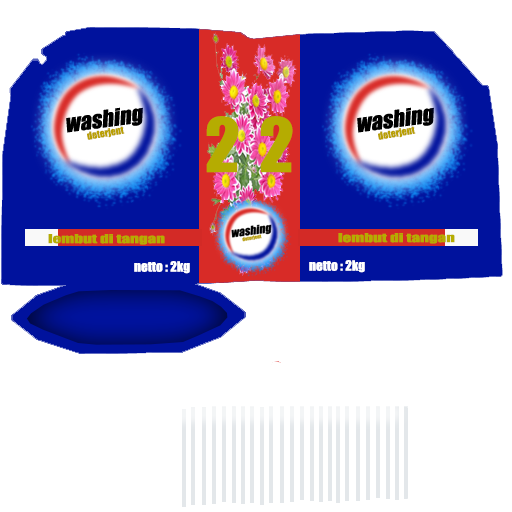 washing
deterjent
2 2
washing
deterjent
washing
deterjent
lembut di tangan
lembut di tangan
netto : 2kg
netto : 2kg